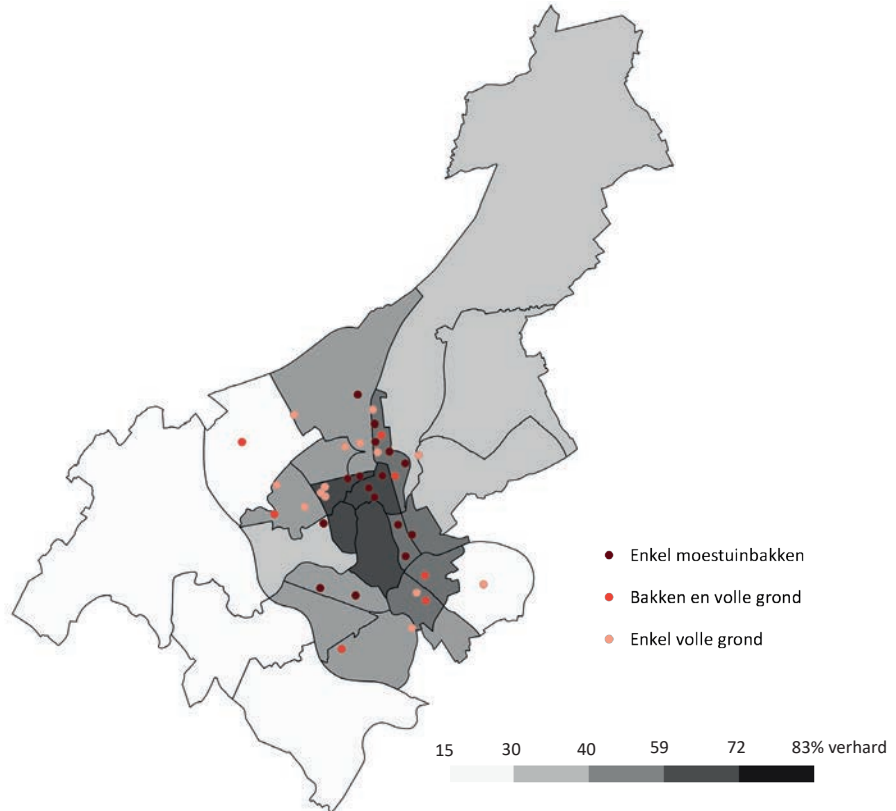 Enkel moestuinbakken
Bakken en volle grond
Enkel volle grond
15 30 40 59 72 83% verhard